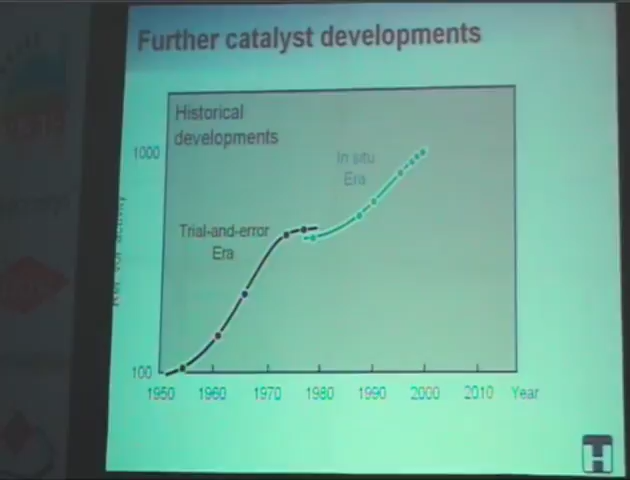 Further catalyst developments
Historical
developments
1000
In situ
Era
Trial-and-error
Era
100
1950 1960 1970 1980 1990 2000 2010 Year